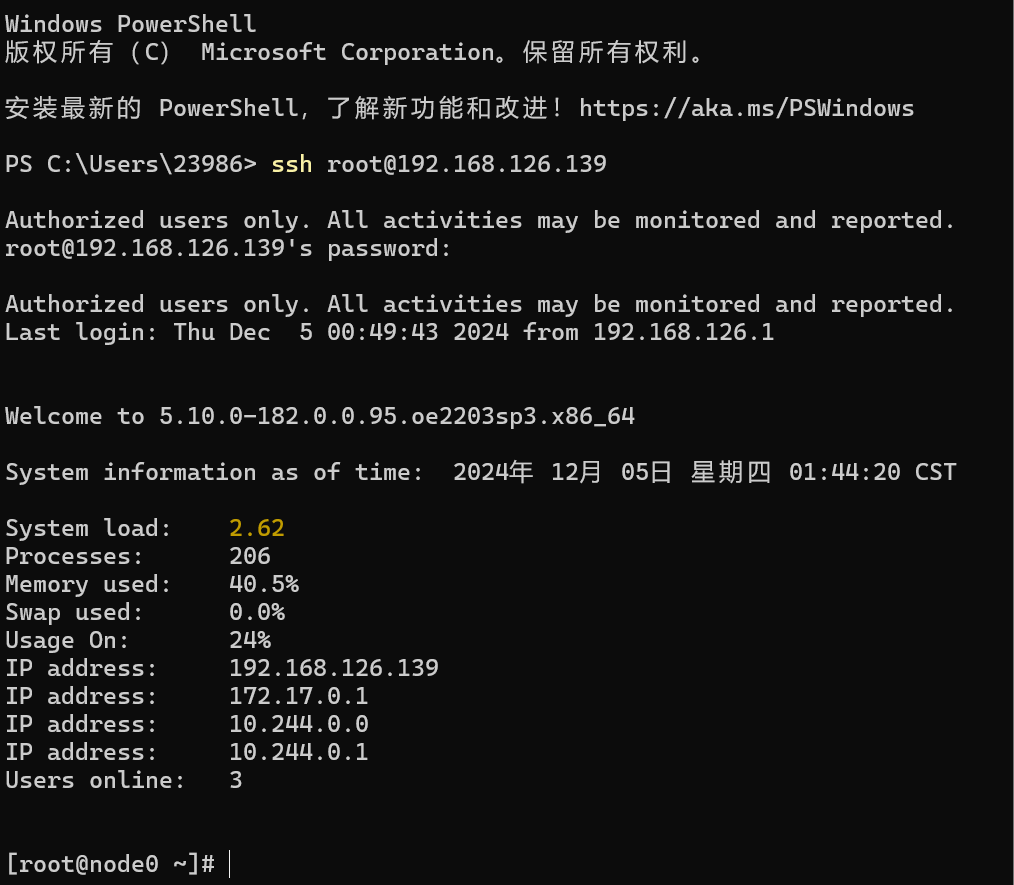 Windows PowerShell
版权所有（C） Microsoft Corporation。保留所有权利。
安装最新的 PowerShell，了解新功能和改进！https://aka.ms/PSWindows
PS C:\Users\23986> ssh root@192.168.126.139
Authorized users only. All activities may be monitored and reported.
root@192.168.126.139's password:
Authorized users only. All activities may be monitored and reported.
Last login: Thu Dec  5 00:49:43 2024 from 192.168.126.1
Welcome to 5.10.0-182.0.0.95.oe2203sp3.x86_64
System information as of time:  2024年 12月 05日 星期四 01:44:20 CST
System load:    2.62
Processes:      206
Memory used:    40.5%
Swap used:      0.0%
Usage On:       24%
IP address:     192.168.126.139
IP address:     172.17.0.1
IP address:     10.244.0.0
IP address:     10.244.0.1
Users online:   3
[root@node0 ~]#